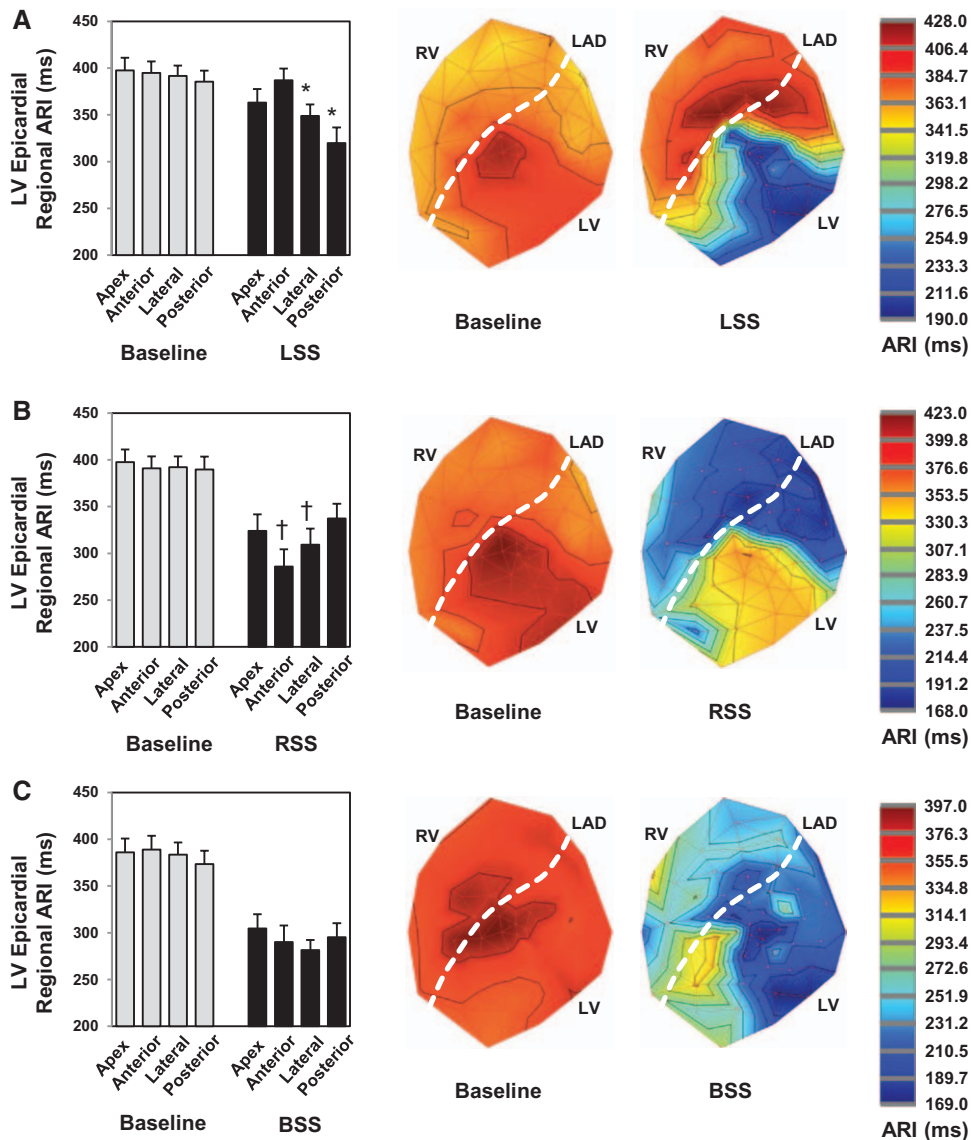 A
LV Epicardial
Regional ARI (ms)
450
400
350
300
250
200
*
*
Apex
Anterior
Lateral
Posterior
Apex
Anterior
Lateral
Posterior
Baseline
LSS
RV
LAD
LV
Baseline
RV
LAD
LV
LSS
428.0
406.4
384.7
363.1
341.5
319.8
298.2
276.5
254.9
233.3
211.6
190.0
ARI (ms)
B
LV Epicardial
Regional ARI (ms)
450
400
350
300
250
200
†
†
Apex
Anterior
Lateral
Posterior
Apex
Anterior
Lateral
Posterior
Baseline
RSS
RV
LAD
LV
Baseline
RV
LAD
LV
RSS
423.0
399.8
376.6
353.5
330.3
307.1
283.9
260.7
237.5
214.4
191.2
168.0
ARI (ms)
C
LV Epicardial
Regional ARI (ms)
450
400
350
300
250
200
Apex
Anterior
Lateral
Posterior
Apex
Anterior
Lateral
Posterior
Baseline
BSS
RV
LAD
LV
Baseline
RV
LAD
LV
BSS
397.0
376.3
355.5
334.8
314.1
293.4
272.6
251.9
231.2
210.5
189.7
169.0
ARI (ms)